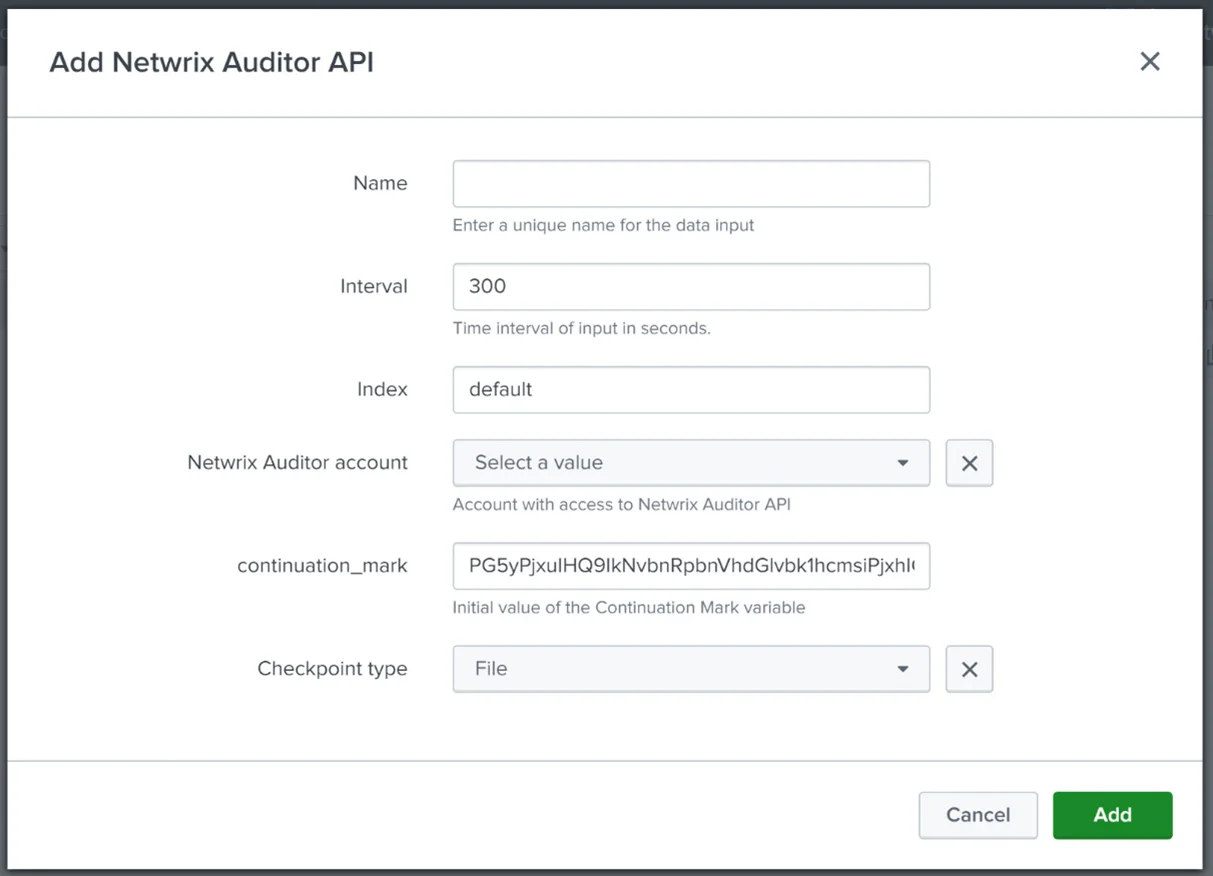 Add Netwrix Auditor API
Name
Enter a unique name for the data input
Interval
300
Time interval of input in seconds.
Index
default
Netwrix Auditor account
Select a value
Account with access to Netwrix Auditor API
continuation_mark
Initial value of the Continuation Mark variable
Checkpoint type
File
Cancel
Add